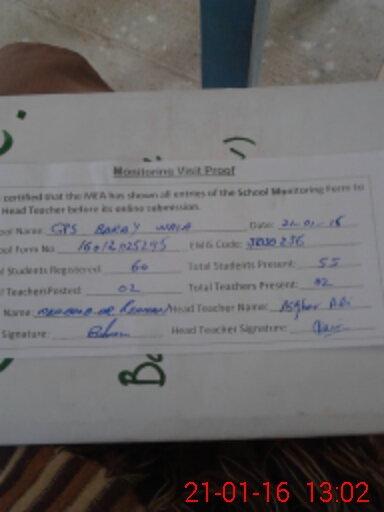 Monitoring Visit Proof
certified that the MEA has shown all entries of the School Monitoring Form to
Head Teacher before its online submission.
ool Name: GPS BARAY WALA Date: 21-01-16
ool Form No: 16012025295 EMIS Code:
l Students Registered: 60 Total Students Present: 55
l Teachers Posted: 02 Total Teachers Present: 02
Name: Head Teacher Name: Asghar Ali
Signature: Head Teacher Signature:
21-01-16 13:02